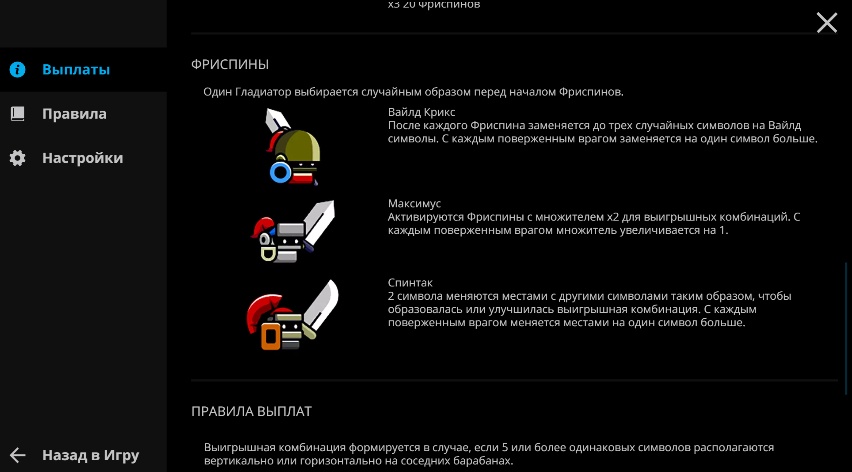 x3 20 Фриспинов
ФРИСПИНЫ
Выплаты
Один Гладиатор выбирается случайным образом перед началом Фриспинов.
Правила
Вайлд Крикс
После каждого Фриспина заменяется до трех случайных символов на Вайлд
символы. С каждым поверженным врагом заменяется на один символ больше.
Настройки
Максимус
Активируются Фриспины с множителем x2 для выигрышных комбинаций. С
каждым поверженным врагом множитель увеличивается на 1.
Спинтак
2 символа меняются местами с другими символами таким образом, чтобы
образовалась или улучшилась выигрышная комбинация. С каждым
поверженным врагом меняется местами на один символ больше.
ПРАВИЛА ВЫПЛАТ
Выигрышная комбинация формируется в случае, если 5 или более одинаковых символов располагаются
вертикально или горизонтально на соседних барабанах.
Назад в Игру